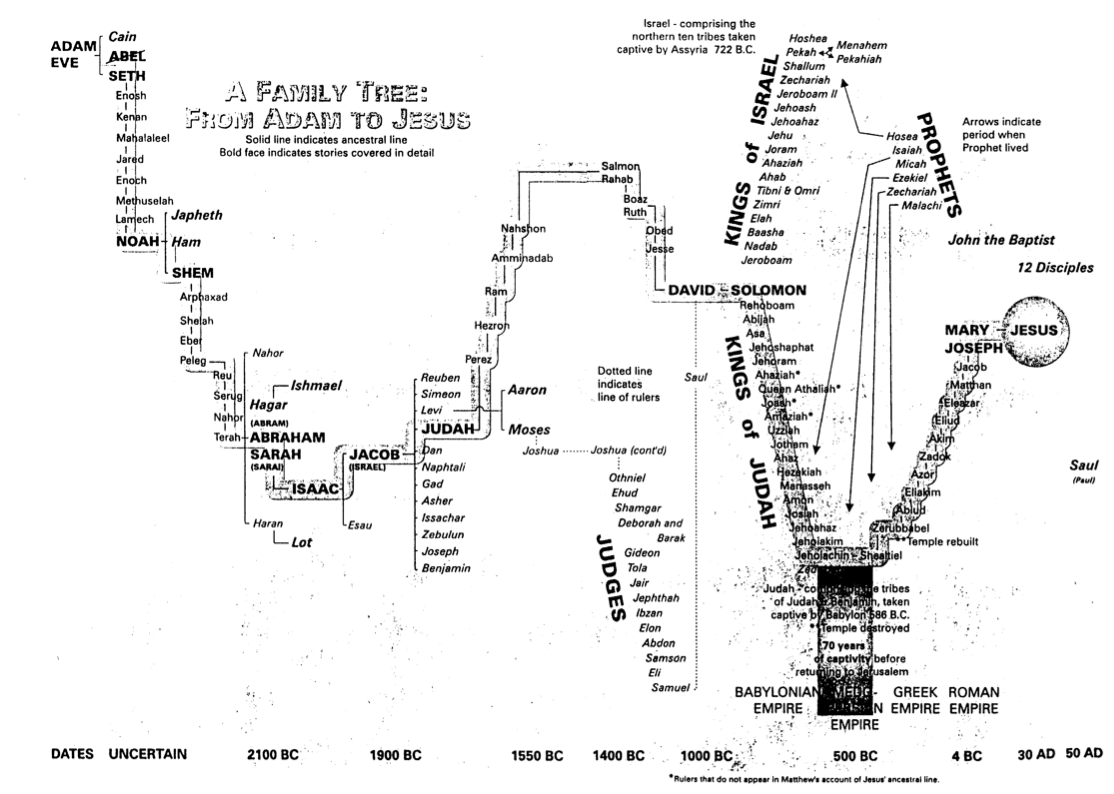 A FAMILY TREE:
FROM ADAM TO JESUS
Solid line indicates ancestral line
Bold face indicates stories covered in detail
ADAM
EVE
Cain
ABEL
SETH
Enosh
Kenan
Mahalaleel
Jared
Enoch
Methuselah
Lamech
NOAH
Japheth
Ham
SHEM
Arphaxad
Shelah
Eber
Peleg
Reu
Serug
Nahor
Terah
Nahor
Ishmael
Hagar
(ABRAM)
ABRAHAM
SARAH
(SARAI)
ISAAC
Haran
Lot
JACOB
(ISRAEL)
Esau
Reuben
Simeon
Levi
JUDAH
Dan
Naphtali
Gad
Asher
Issachar
Zebulun
Joseph
Benjamin
Aaron
Moses
Joshua
Perez
Hezron
Ram
Amminadab
Nahshon
Salmon
Rahab
Boaz
Ruth
Obed
Jesse
DAVID
SOLOMON
Dotted line
indicates
line of rulers
Saul
Joshua (cont'd)
JUDGES
Othniel
Ehud
Shamgar
Deborah and
Barak
Gideon
Tola
Jair
Jephthah
Ibzan
Elon
Abdon
Samson
Eli
Samuel
Israel - comprising the
northern ten tribes taken
captive by Assyria 722 B.C.
KINGS of ISRAEL
Hoshea
Pekah
Menahem
Pekahiah
Shallum
Zechariah
Jeroboam II
Jehoash
Jehoahaz
Jehu
Joram
Ahaziah
Ahab
Tibni & Omri
Zimri
Elah
Baasha
Nadab
Jeroboam
PROPHETS
Hosea
Isaiah
Micah
Ezekiel
Zechariah
Malachi
Arrows indicate
period when
Prophet lived
KINGS of JUDAH
Rehoboam
Abijah
Asa
Jehoshaphat
Jehoram
Ahaziah*
Queen Athaliah*
Joash*
Amaziah*
Uzziah
Jotham
Ahaz
Hezekiah
Manasseh
Amon
Josiah
Jehoahaz
Jehoiakim
Jehoiachin
Shealtiel
Zerubbabel
Temple rebuilt
Abiud
Eliakim
Azor
Zadok
Akim
Eliud
Eleazar
Matthan
Jacob
MARY
JOSEPH
JESUS
John the Baptist
12 Disciples
Saul
(Paul)
Judah - comprising the tribes
of Judah & Benjamin, taken
captive by Babylon 586 B.C.
Temple destroyed
70 years
of captivity before
returning to Jerusalem
BABYLONIAN
EMPIRE
MEDO-
EMPIRE
GREEK
EMPIRE
ROMAN
EMPIRE
DATES UNCERTAIN
2100 BC
1900 BC
1550 BC
1400 BC
1000 BC
500 BC
4 BC
30 AD
50 AD
*Rulers that do not appear in Matthew's account of Jesus' ancestral line.